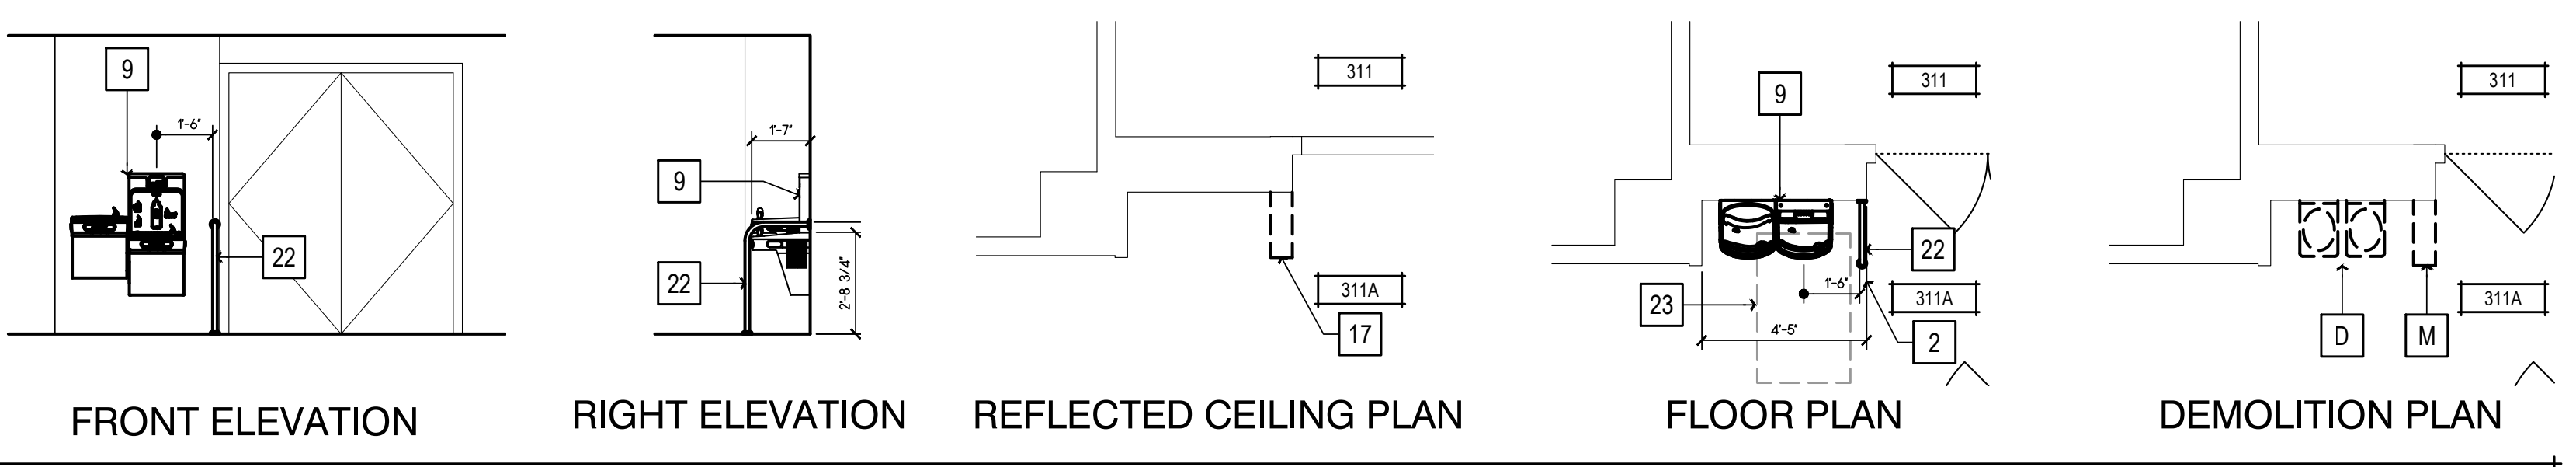 9
1'-6"
22
FRONT ELEVATION
1'-7"
9
22
2'-8 3/4"
RIGHT ELEVATION
311
311A
17
REFLECTED CEILING PLAN
9
311
22
1'-6"
311A
23
4'-5"
2
FLOOR PLAN
311
311A
D
M
DEMOLITION PLAN